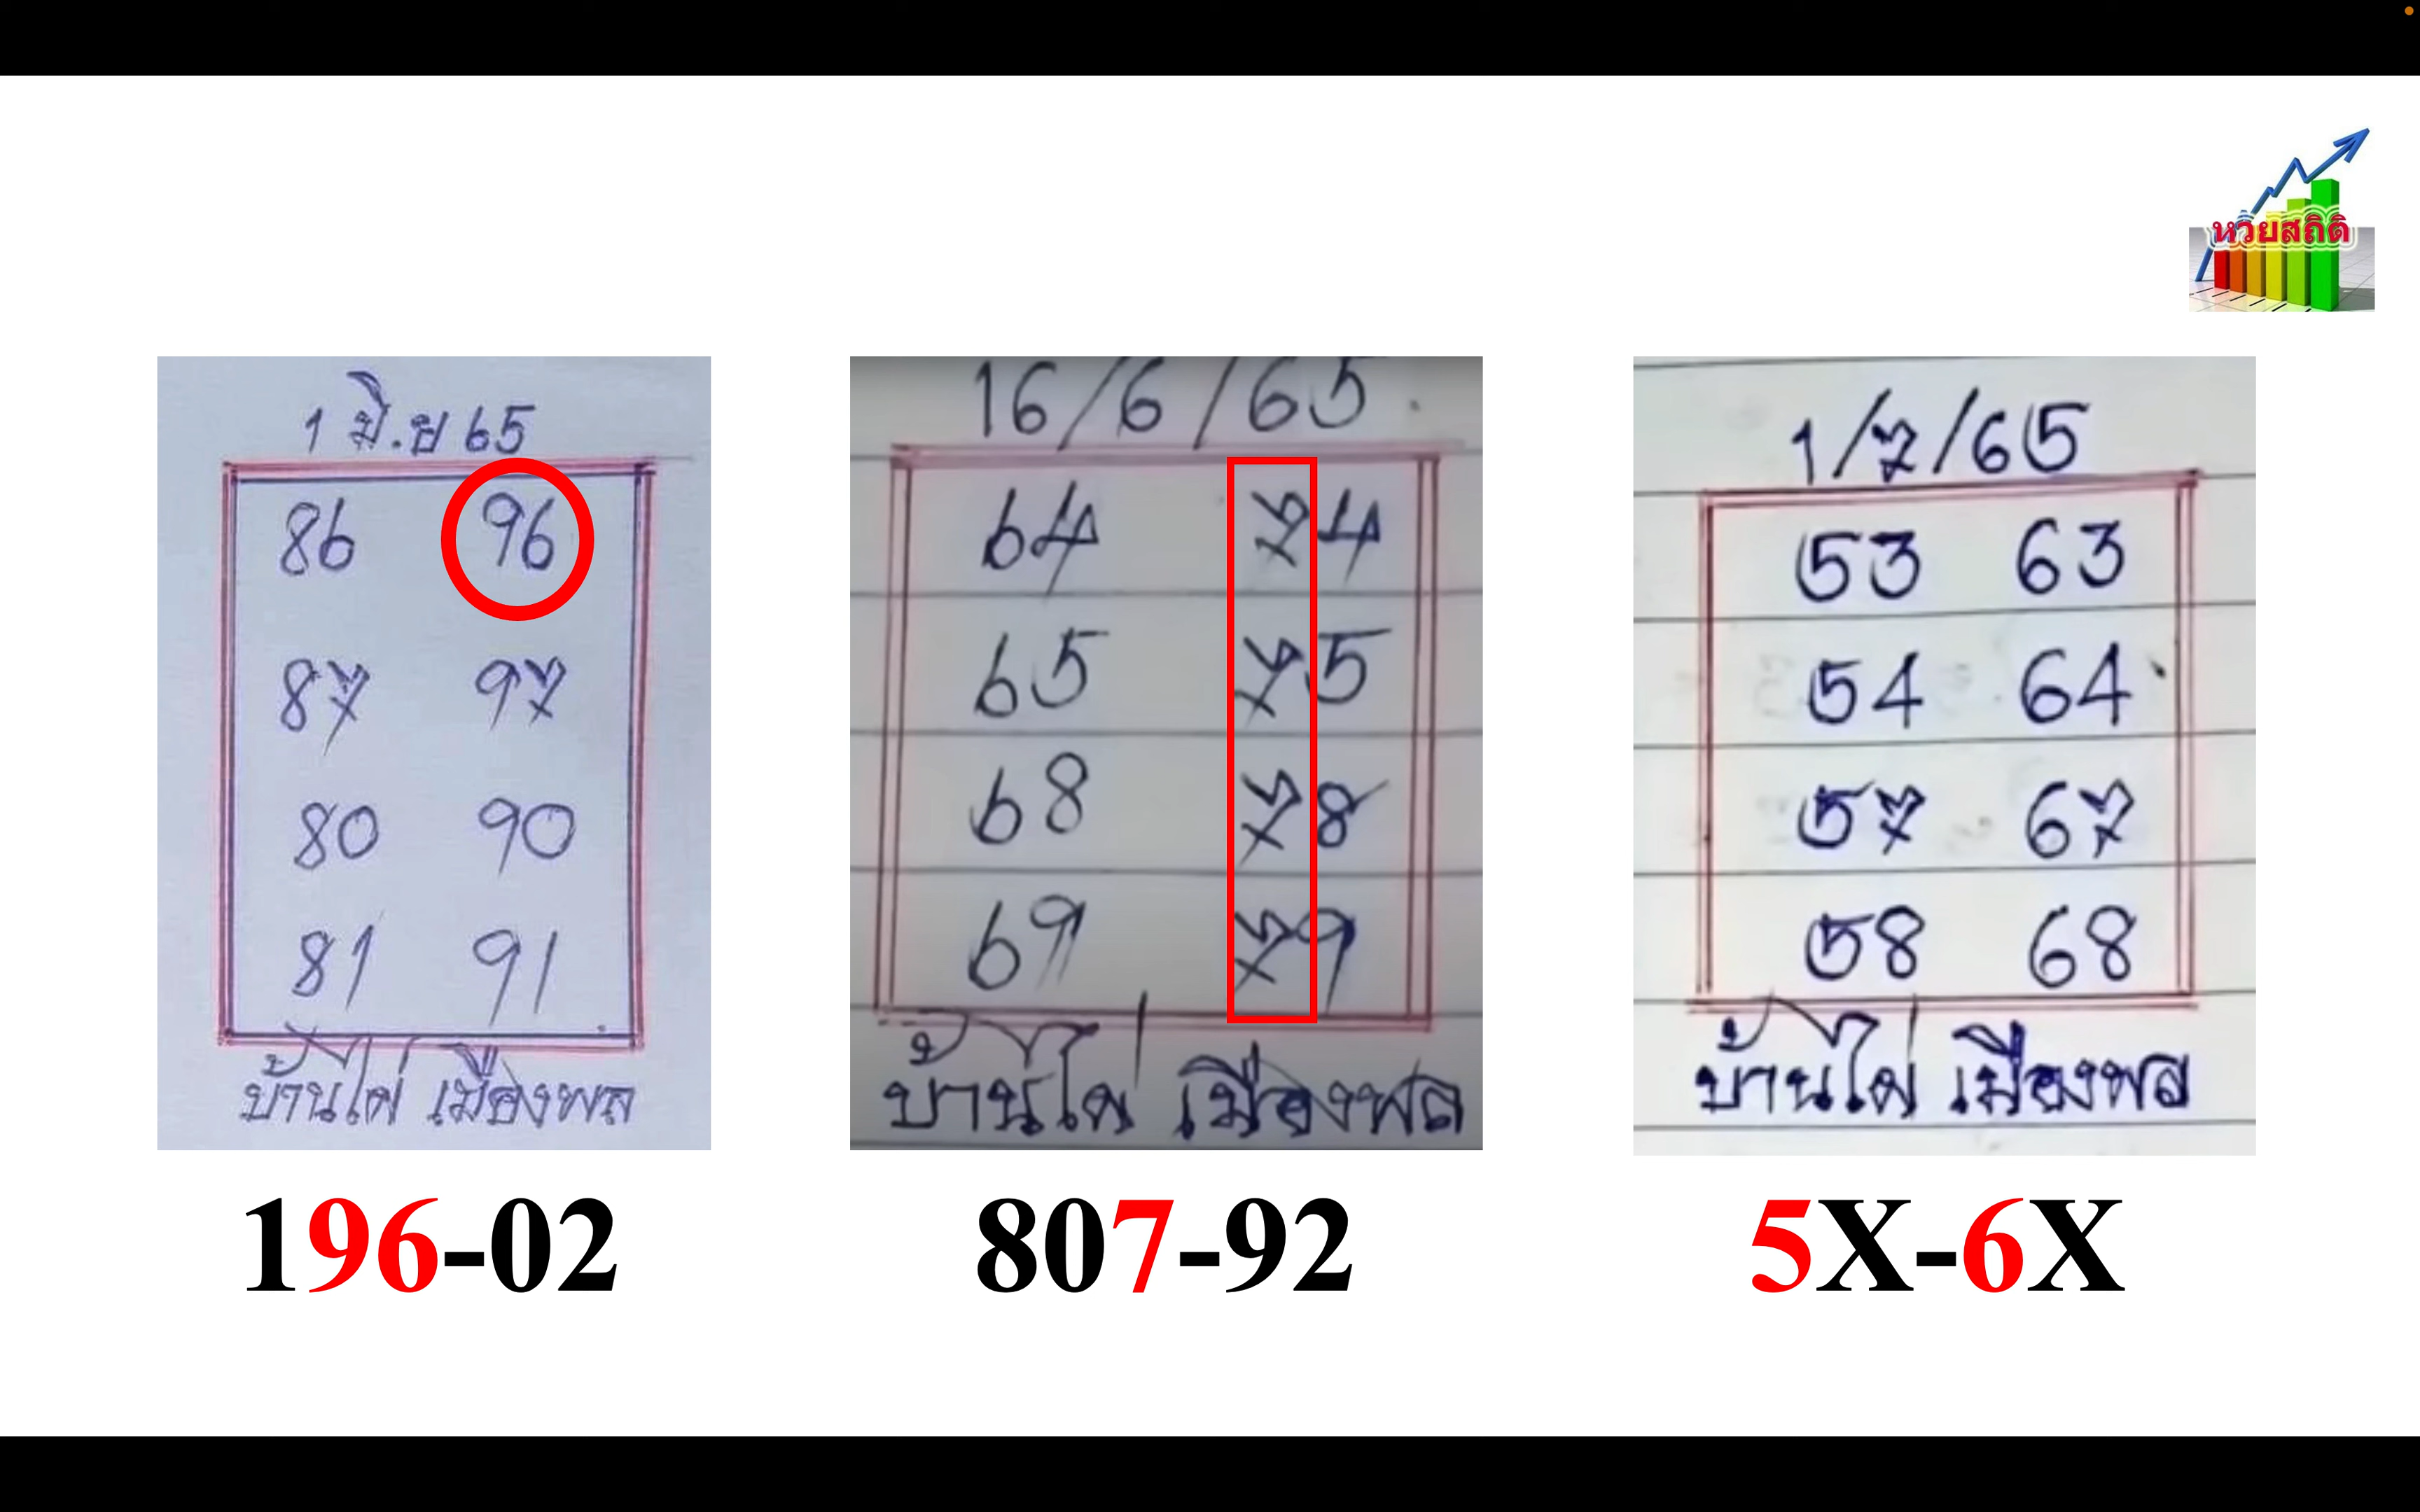 หวยสถิติ
1 มิ.ย 65
86 96
87 97
80 90
81 91
บ้านไผ่ เมืองพล
196-02
16/6/65
64 74
65 75
68 78
69 79
บ้านไผ่ เมืองพล
807-92
1/7/65
53 63
54 64
57 67
58 68
บ้านไผ่ เมืองพล
5X-6X